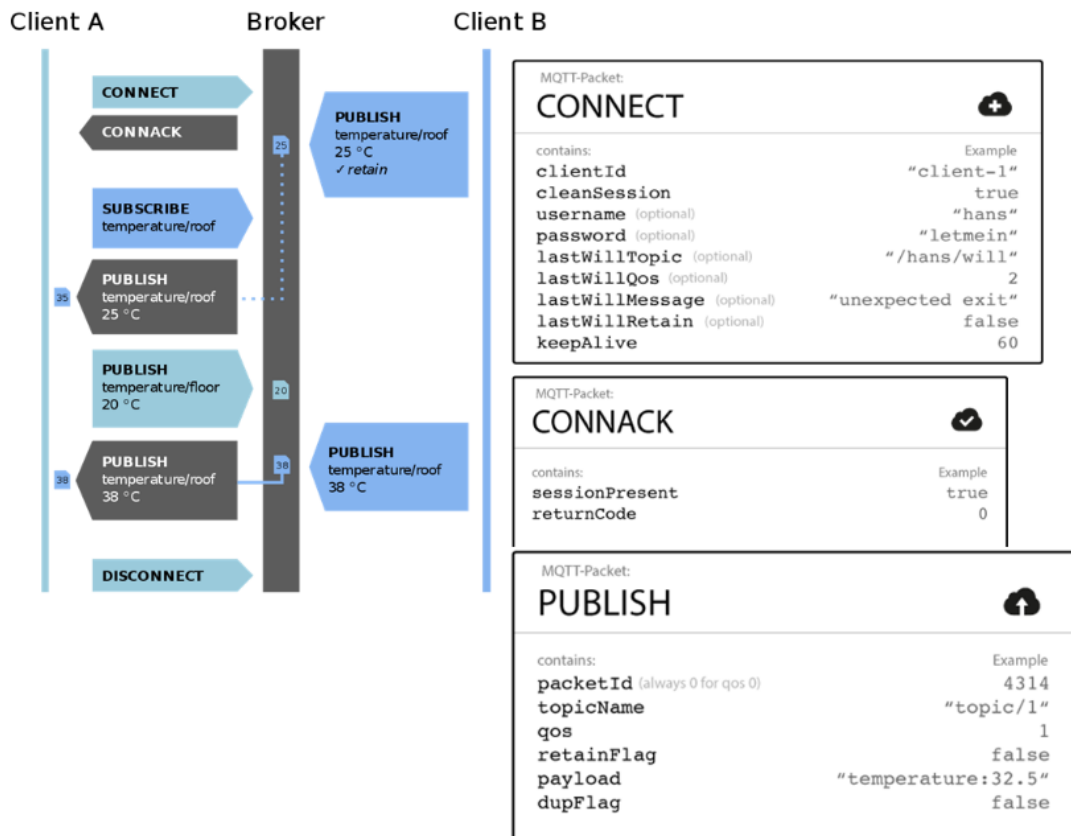 Client A
Broker
Client B
CONNECT
CONNACK
PUBLISH
temperature/roof
25 °C
✓ retain
25
SUBSCRIBE
temperature/roof
PUBLISH
temperature/roof
25 °C
35
PUBLISH
temperature/floor
20 °C
20
PUBLISH
temperature/roof
38 °C
38
38
PUBLISH
temperature/roof
38 °C
DISCONNECT
MQTT-Packet:
CONNECT
contains: Example
clientId "client-1"
cleanSession true
username (optional) "hans"
password (optional) "letmein"
lastWillTopic (optional) "/hans/will"
lastWillQos (optional) 2
lastWillMessage (optional) "unexpected exit"
lastWillRetain (optional) false
keepAlive 60
MQTT-Packet:
CONNACK
contains: Example
sessionPresent true
returnCode 0
MQTT-Packet:
PUBLISH
contains: Example
packetId (always 0 for qos 0) 4314
topicName "topic/1"
qos 1
retainFlag false
payload "temperature:32.5"
dupFlag false